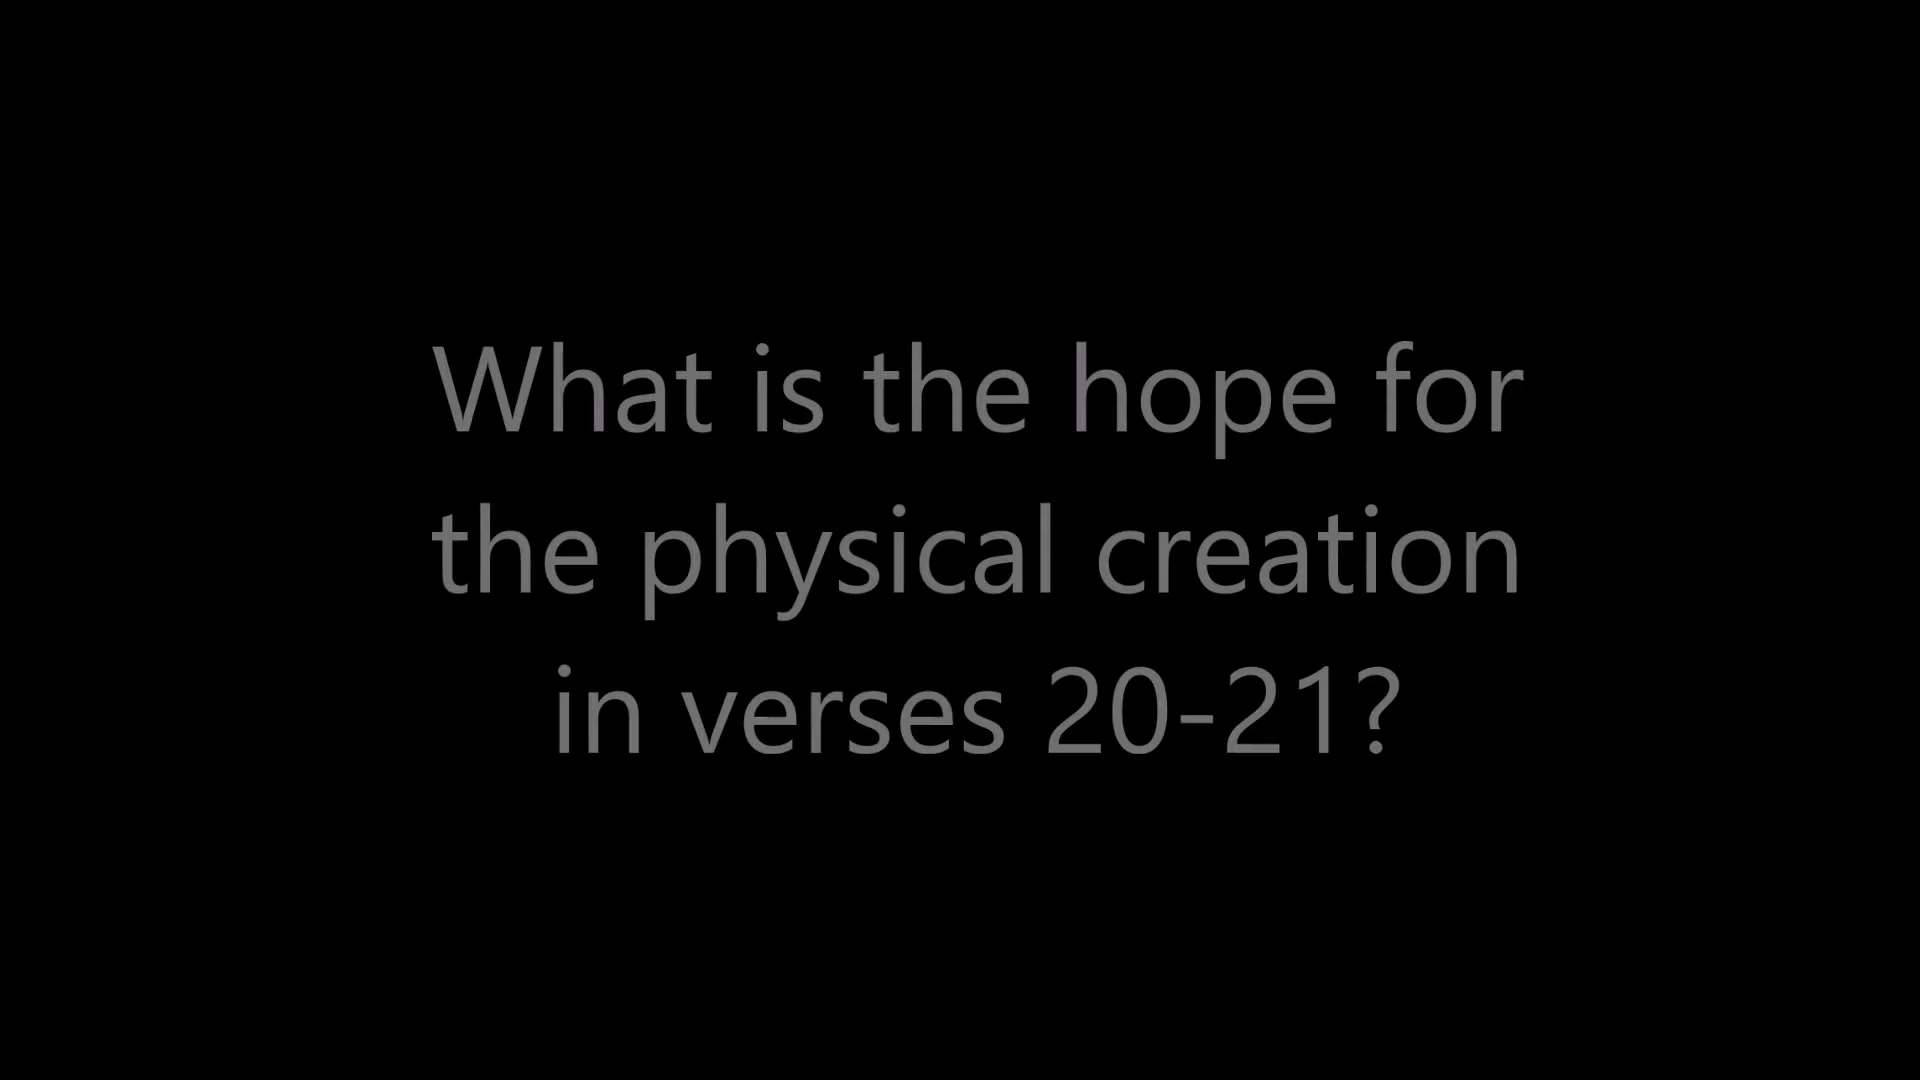 What is the hope for
the physical creation
in verses 20-21?